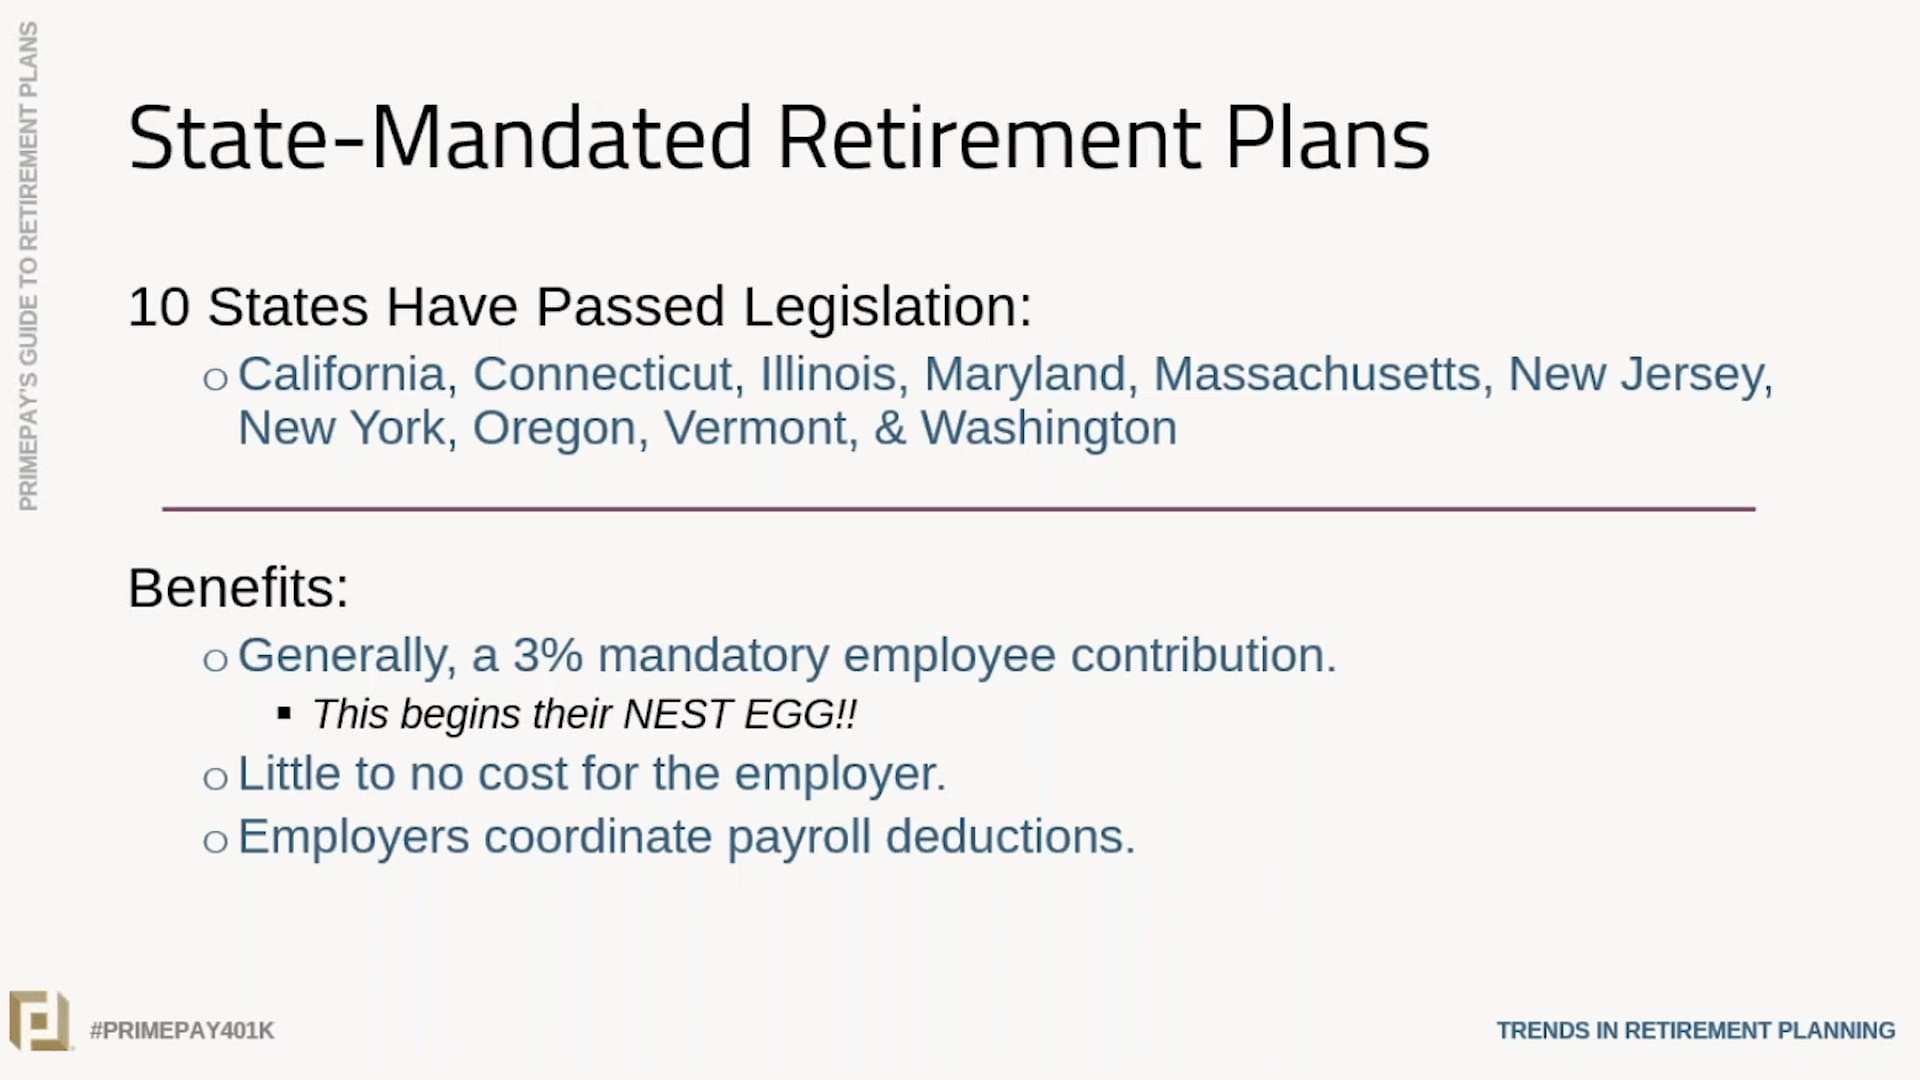 PRIMEPAY'S GUIDE TO RETIREMENT PLANS
State-Mandated Retirement Plans
10 States Have Passed Legislation:
California, Connecticut, Illinois, Maryland, Massachusetts, New Jersey,
New York, Oregon, Vermont, & Washington
Benefits:
Generally, a 3% mandatory employee contribution.
This begins their NEST EGG!!
Little to no cost for the employer.
Employers coordinate payroll deductions.
#PRIMEPAY401K
TRENDS IN RETIREMENT PLANNING